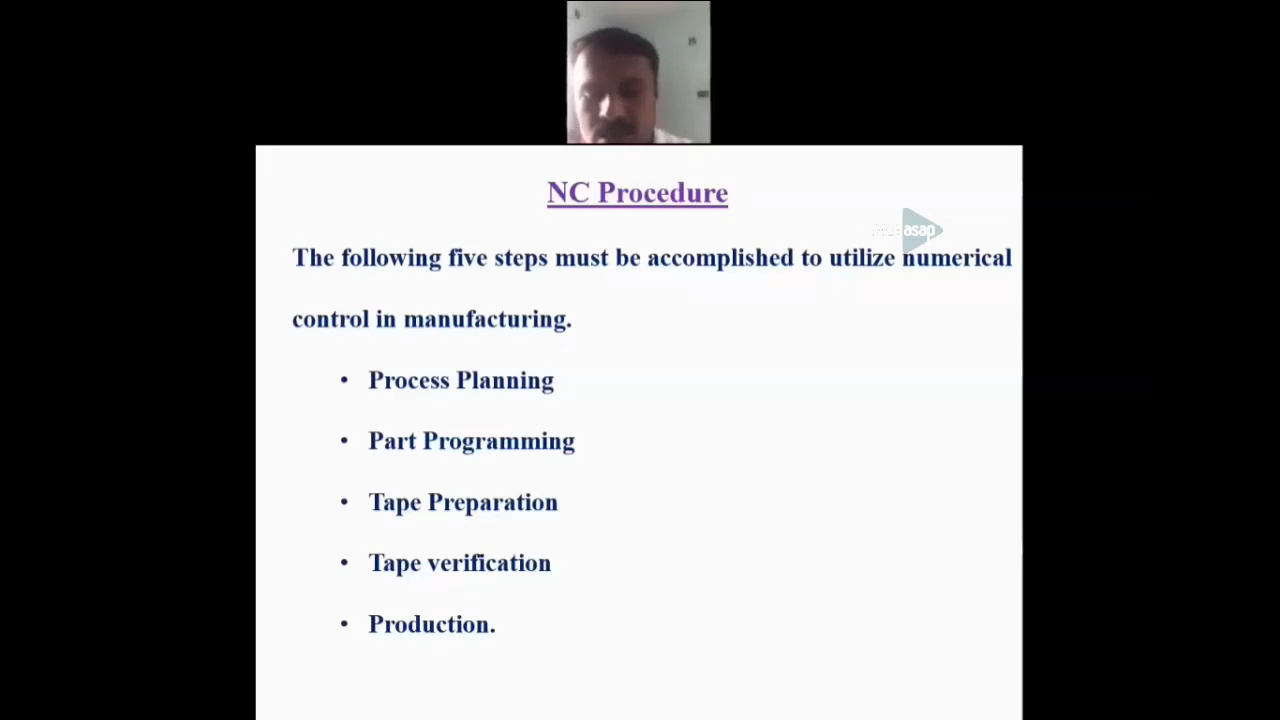 NC Procedure
asap
The following five steps must be accomplished to utilize numerical
control in manufacturing.
• Process Planning
• Part Programming
• Tape Preparation
• Tape verification
• Production.